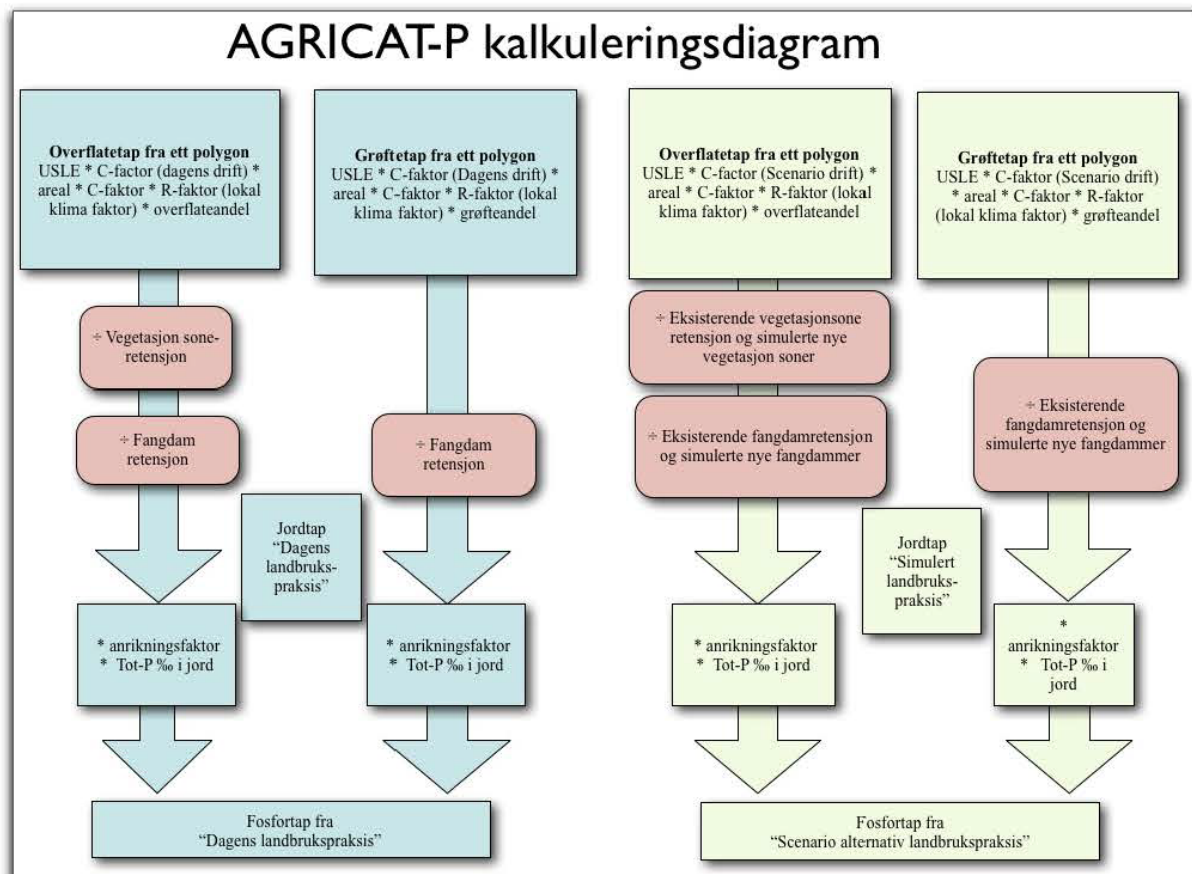 AGRICAT-P kalkuleringsdiagram
Overflatetap fra ett polygon
USLE * C-factor (dagens drift) *
areal * C-faktor * R-faktor (lokal
klima faktor) * overflateandel
Grøftetap fra ett polygon
USLE * C-faktor (Dagens drift) *
areal * C-faktor * R-faktor (lokal
klima faktor) * grøfteandel
Overflatetap fra ett polygon
USLE * C-factor (Scenario drift)
* areal * C-faktor * R-faktor (lokal
klima faktor) * overflateandel
Grøftetap fra ett polygon
USLE * C-faktor (Scenario drift)
* areal * C-faktor * R-faktor
(lokal klima faktor) * grøfteandel
÷ Vegetasjon sone-
retensjon
÷ Fangdam
retensjon
÷ Fangdam
retensjon
÷ Eksisterende vegetasjonsone
retensjon og simulerte nye
vegetasjon soner
÷ Eksisterende fangdamretensjon
og simulerte nye fangdammer
÷ Eksisterende
fangdamretensjon og
simulerte nye fangdammer
Jordtap
“Dagens
landbruks-
praksis”
Jordtap
“Simulert
landbruks-
praksis”
* anrikningsfaktor
* Tot-P ‰ i jord
* anrikningsfaktor
* Tot-P ‰ i jord
* anrikningsfaktor
* Tot-P ‰ i jord
*
anrikningsfaktor
* Tot-P ‰ i
jord
Fosfortap fra
“Dagens landbrukspraksis”
Fosfortap fra
“Scenario alternativ landbrukspraksis”